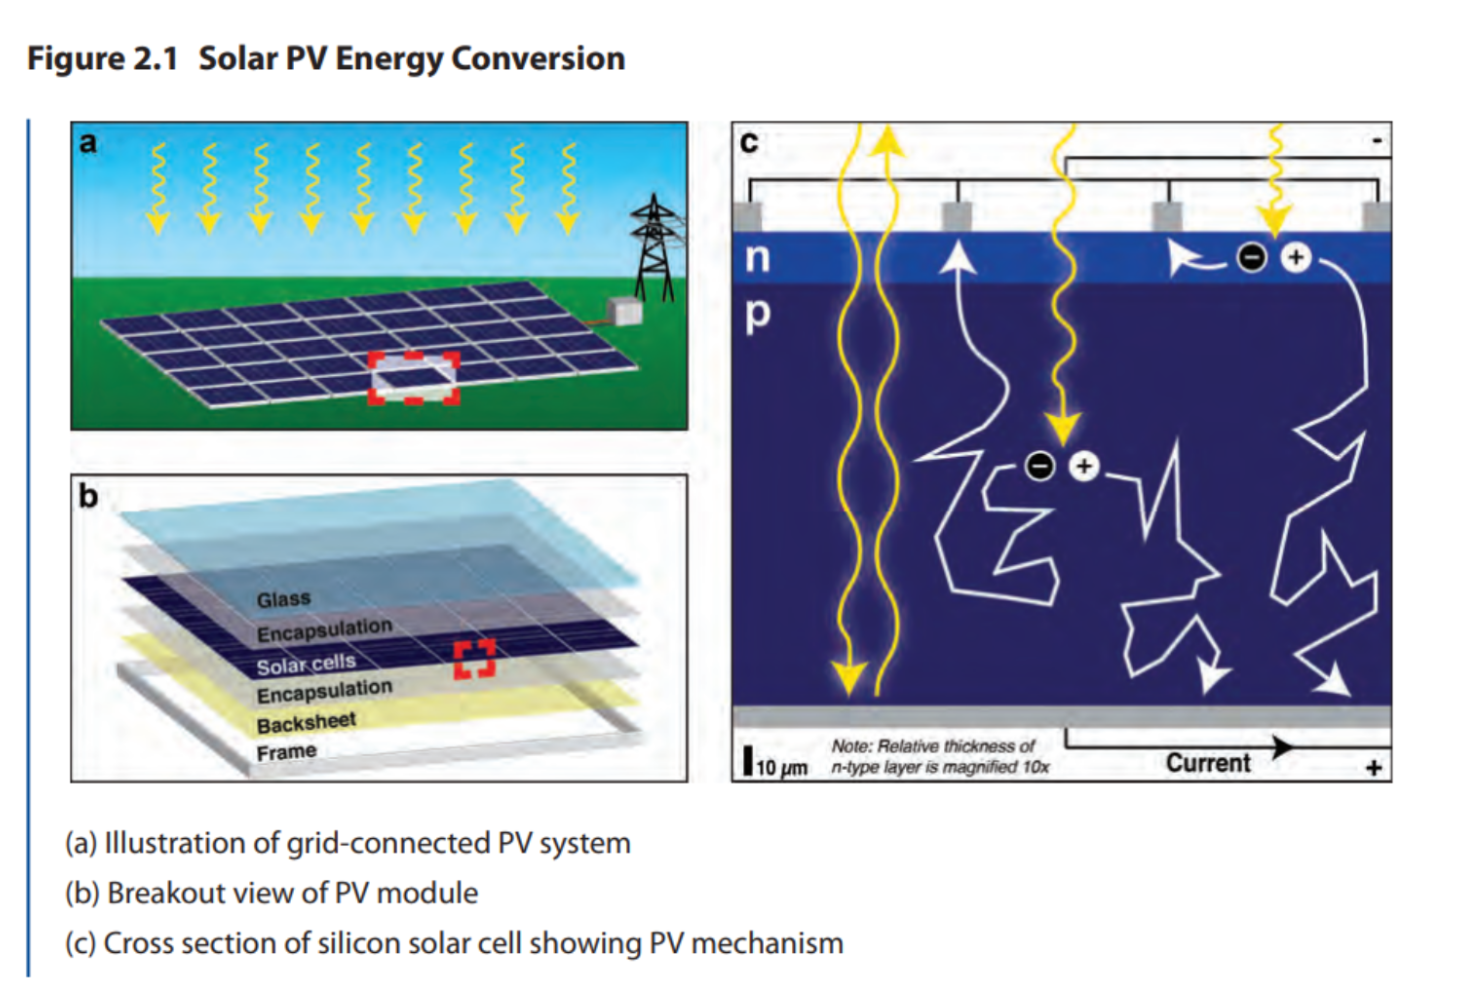 Figure 2.1 Solar PV Energy Conversion
a
b
Glass
Encapsulation
Solar cells
Encapsulation
Backsheet
Frame
c
-
n
p
− +
− +
10 µm
Note: Relative thickness of
n-type layer is magnified 10x
Current
+
(a) Illustration of grid-connected PV system
(b) Breakout view of PV module
(c) Cross section of silicon solar cell showing PV mechanism